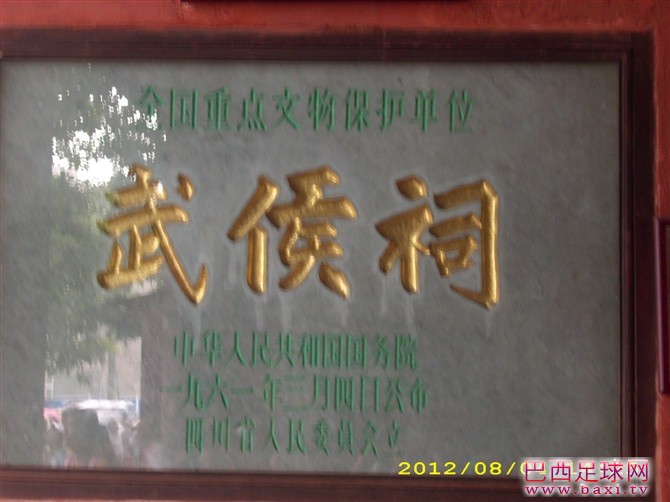 全国重点文物保护单位
武侯祠
中华人民共和国国务院
一九六一年三月四日公布
四川省人民委员会立
2012/08/0
巴西足球网
www.baxi.tv